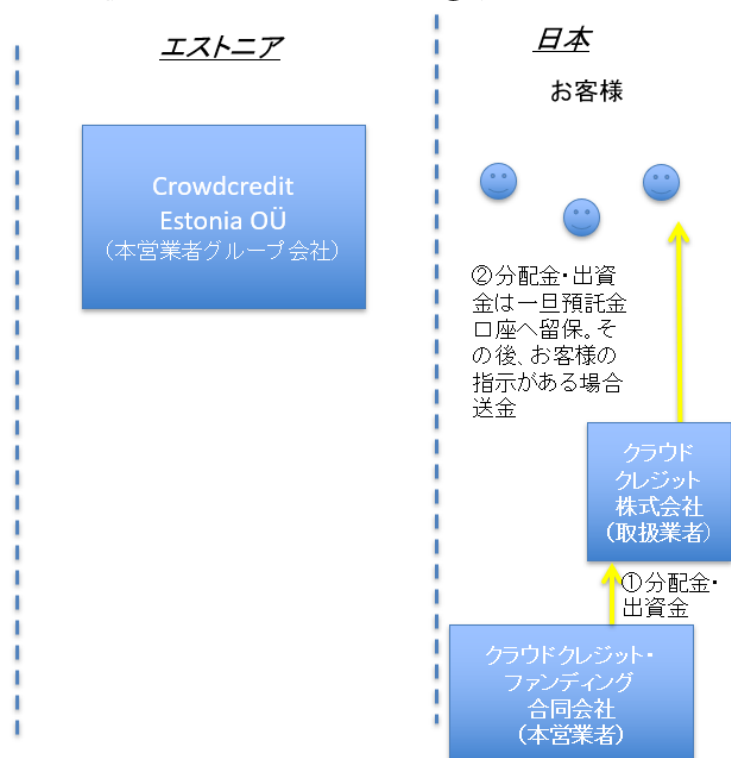 エストニア
日本
お客様
Crowdcredit
Estonia OÜ
（本営業者グループ会社）
②分配金・出資
金は一旦預託金
口座へ留保。そ
の後、お客様の
指示がある場合
送金
クラウド
クレジット
株式会社
（取扱業者）
①分配金・
出資金
クラウドクレジット・
ファンディング
合同会社
（本営業者）